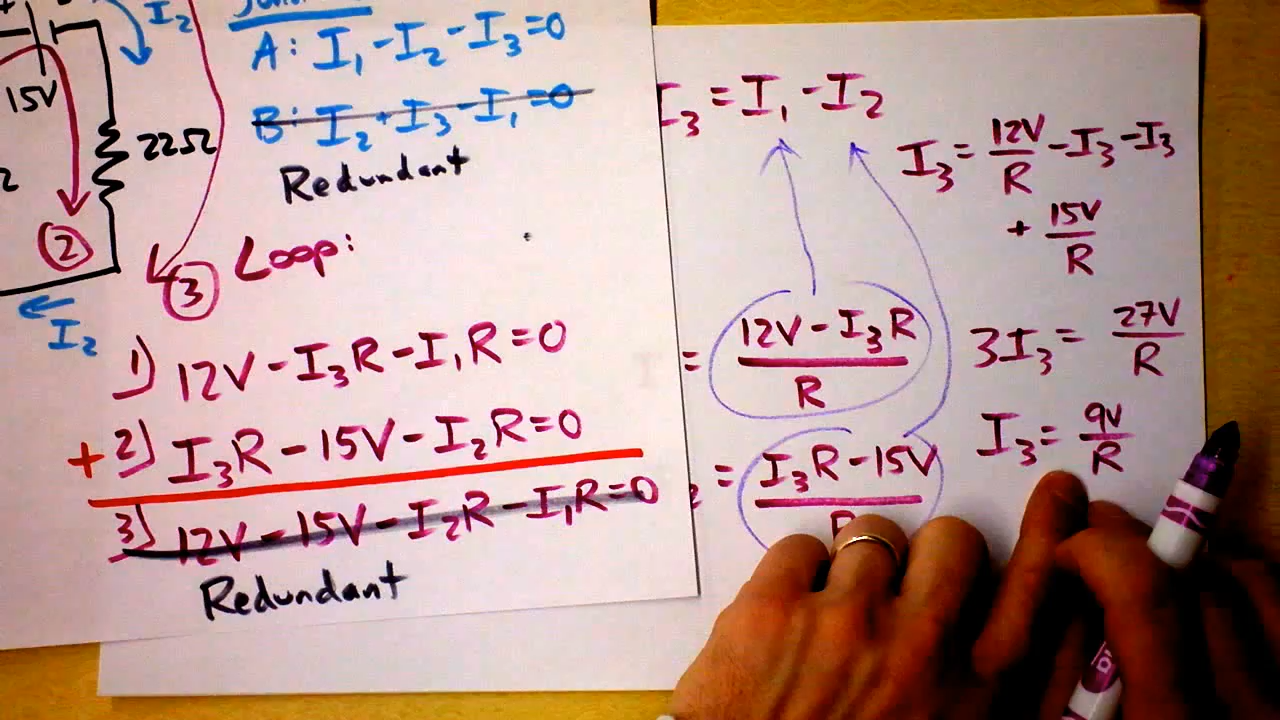 I₂
A: I₁ - I₂ - I₃ = 0
15V
B: I₂ + I₃ - I₁ = 0
22Ω
Redundant
2
3
Loop:
I₂
1) 12V - I₃R - I₁R = 0
+ 2) I₃R - 15V - I₂R = 0
3) 12V - 15V - I₂R - I₁R = 0
Redundant
I₃ = I₁ - I₂
= 12V - I₃R
R
= I₃R - 15V
R
I₃ = 12V/R - I₃ - I₃
+ 15V/R
3I₃ = 27V/R
I₃ = 9V/R